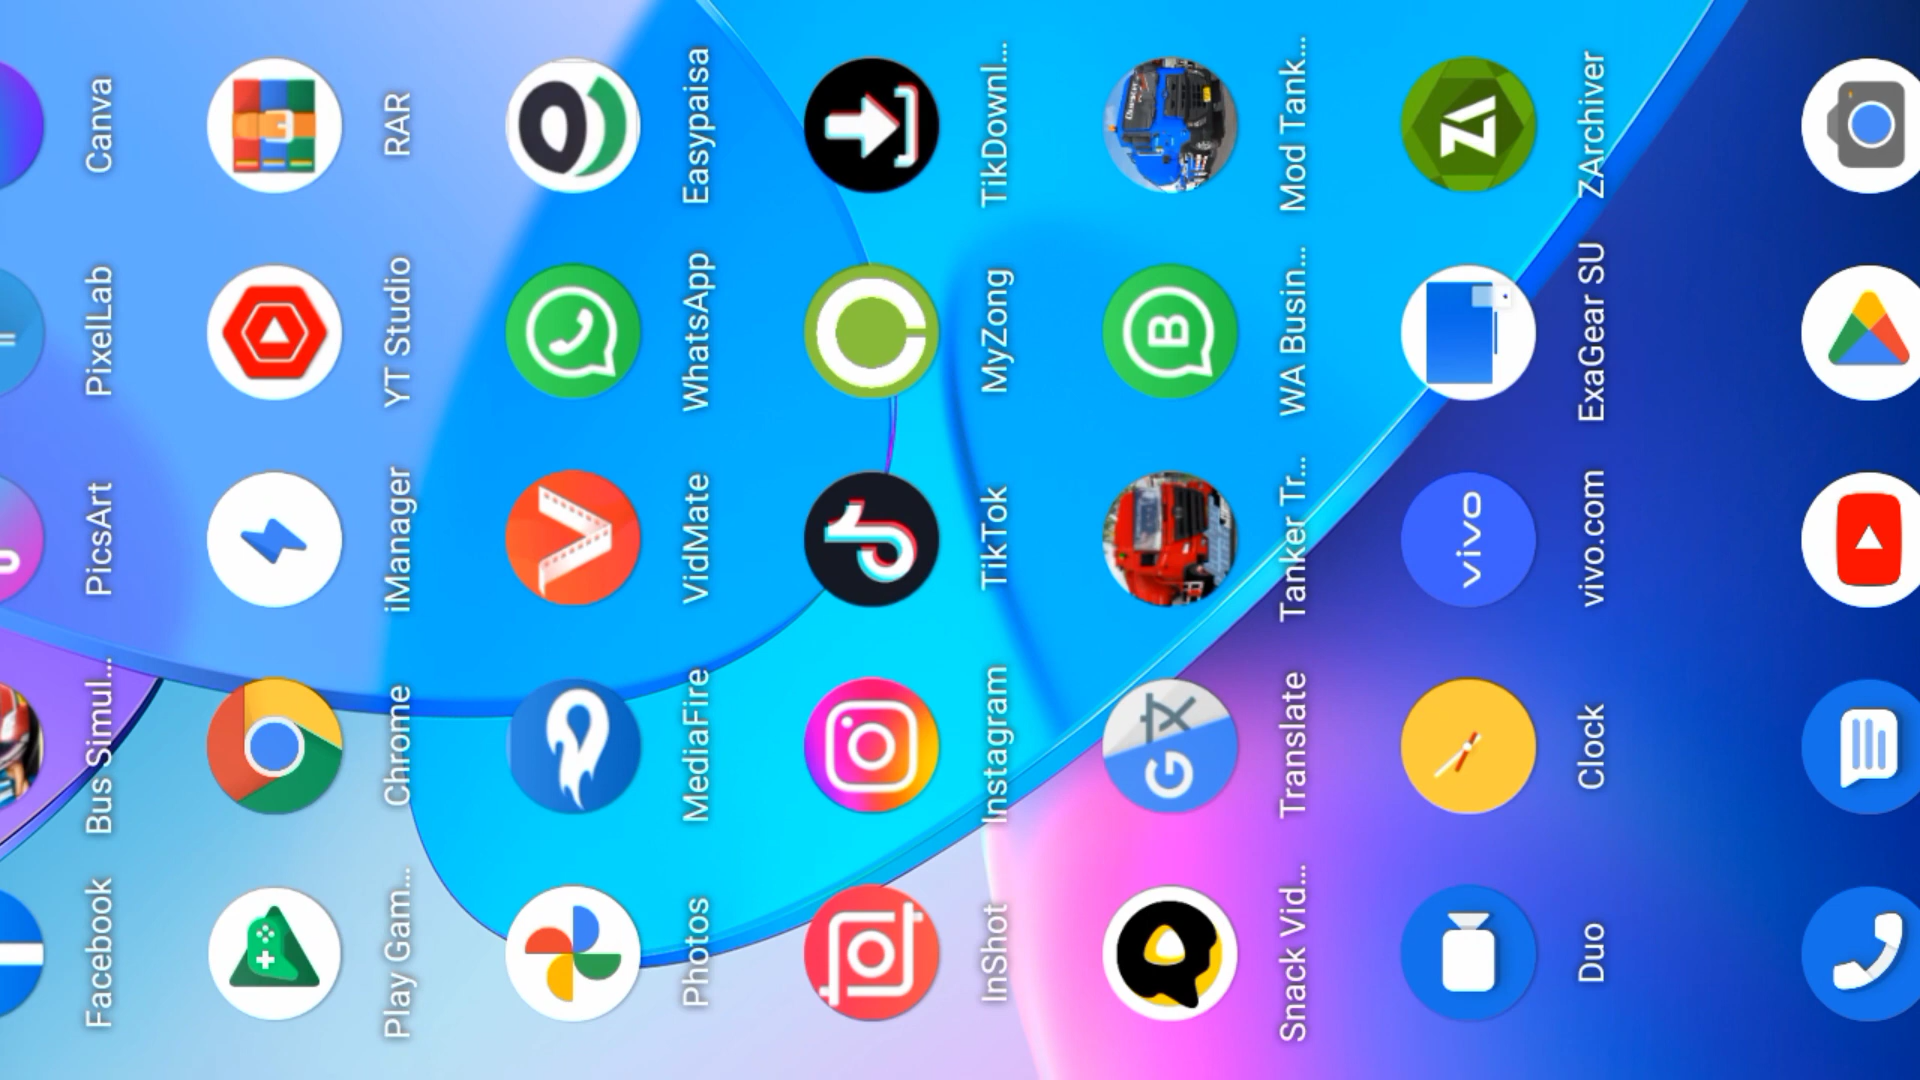 Facebook Bus Simul... PicsArt PixelLab Canva
Play Gam... Chrome iManager YT Studio RAR
Photos MediaFire VidMate WhatsApp Easypaisa
InShot Instagram TikTok MyZong TikDownl...
G
B
Snack Vid... Translate Tanker Tr... WA Busin... Mod Tank...
vivo
ZA
Duo Clock vivo.com ExaGear SU ZArchiver